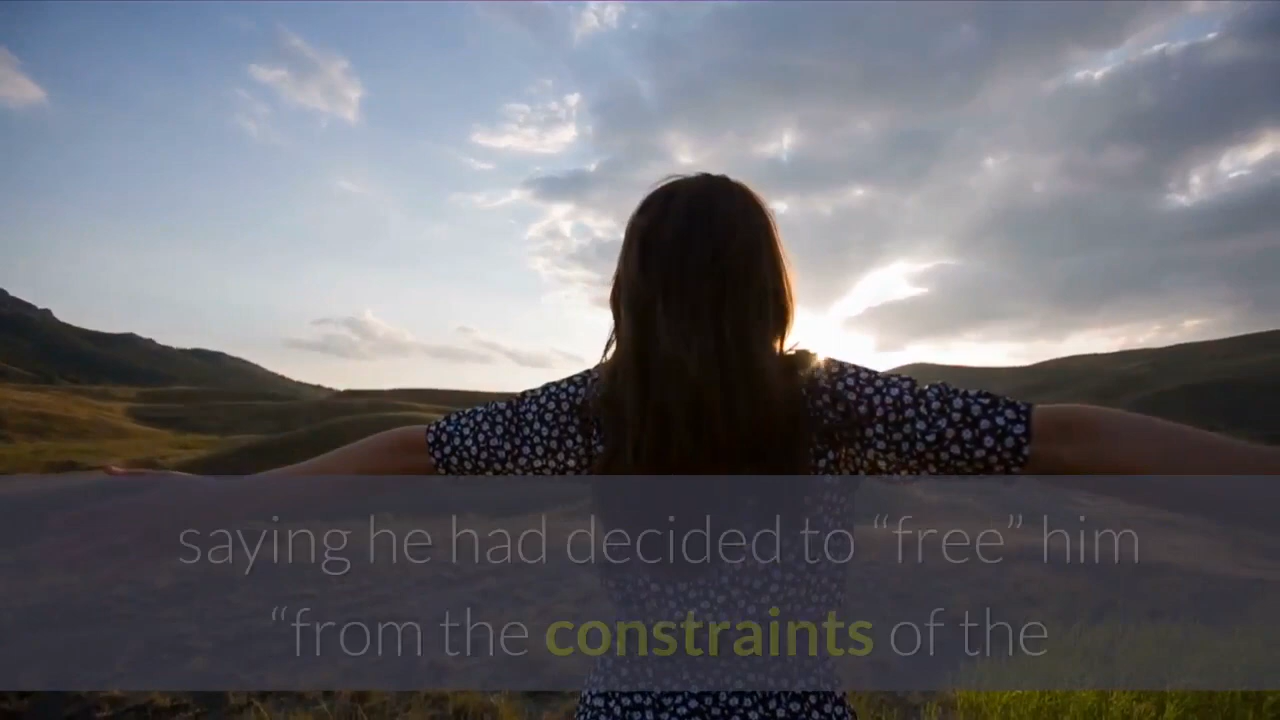 saying he had decided to “free” him
“from the constraints of the